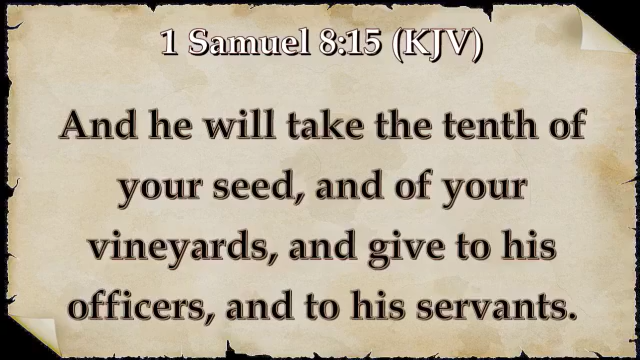 1 Samuel 8:15 (KJV)
And he will take the tenth of
your seed, and of your
vineyards, and give to his
officers, and to his servants.